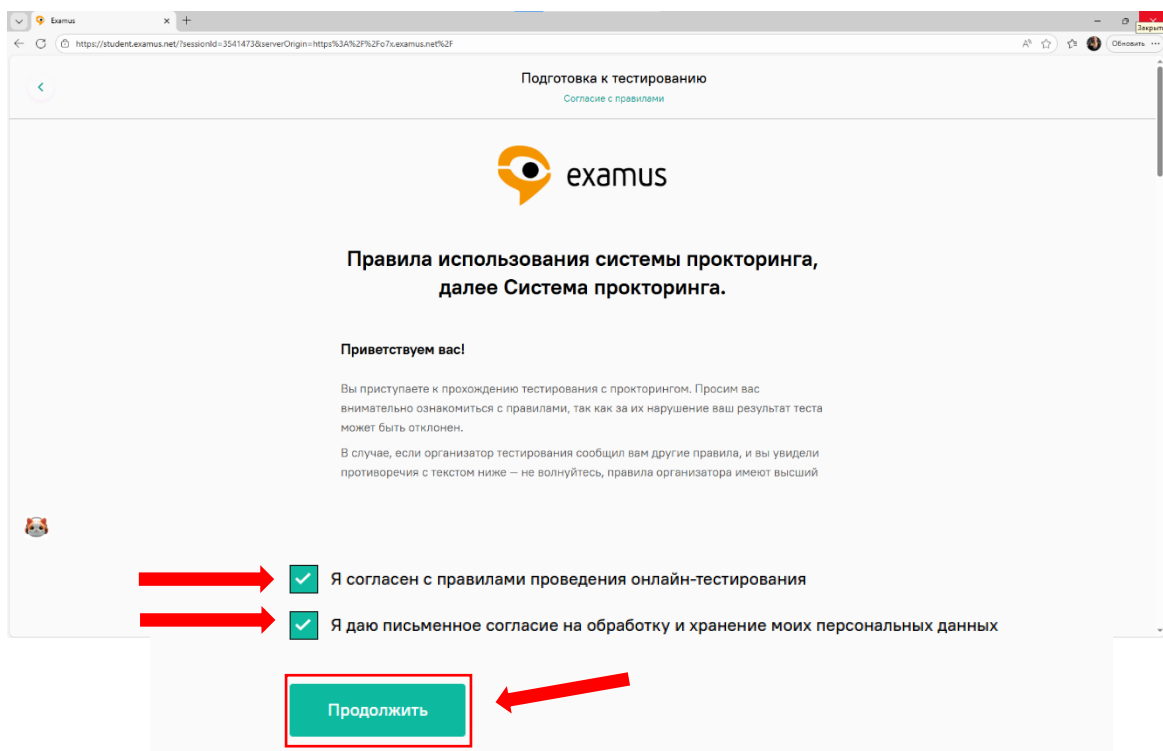 Examus
Закрыть
https://student.examus.net/?sessionId=3541473&serverOrigin=https%3A%2F%2Fo7x.examus.net%2F
Обновить
Подготовка к тестированию
Согласие с правилами
examus
Правила использования системы прокторинга,
далее Система прокторинга.
Приветствуем вас!
Вы приступаете к прохождению тестирования с прокторингом. Просим вас
внимательно ознакомиться с правилами, так как за их нарушение ваш результат теста
может быть отклонен.
В случае, если организатор тестирования сообщил вам другие правила, и вы увидели
противоречия с текстом ниже — не волнуйтесь, правила организатора имеют высший
Я согласен с правилами проведения онлайн-тестирования
Я даю письменное согласие на обработку и хранение моих персональных данных
Продолжить